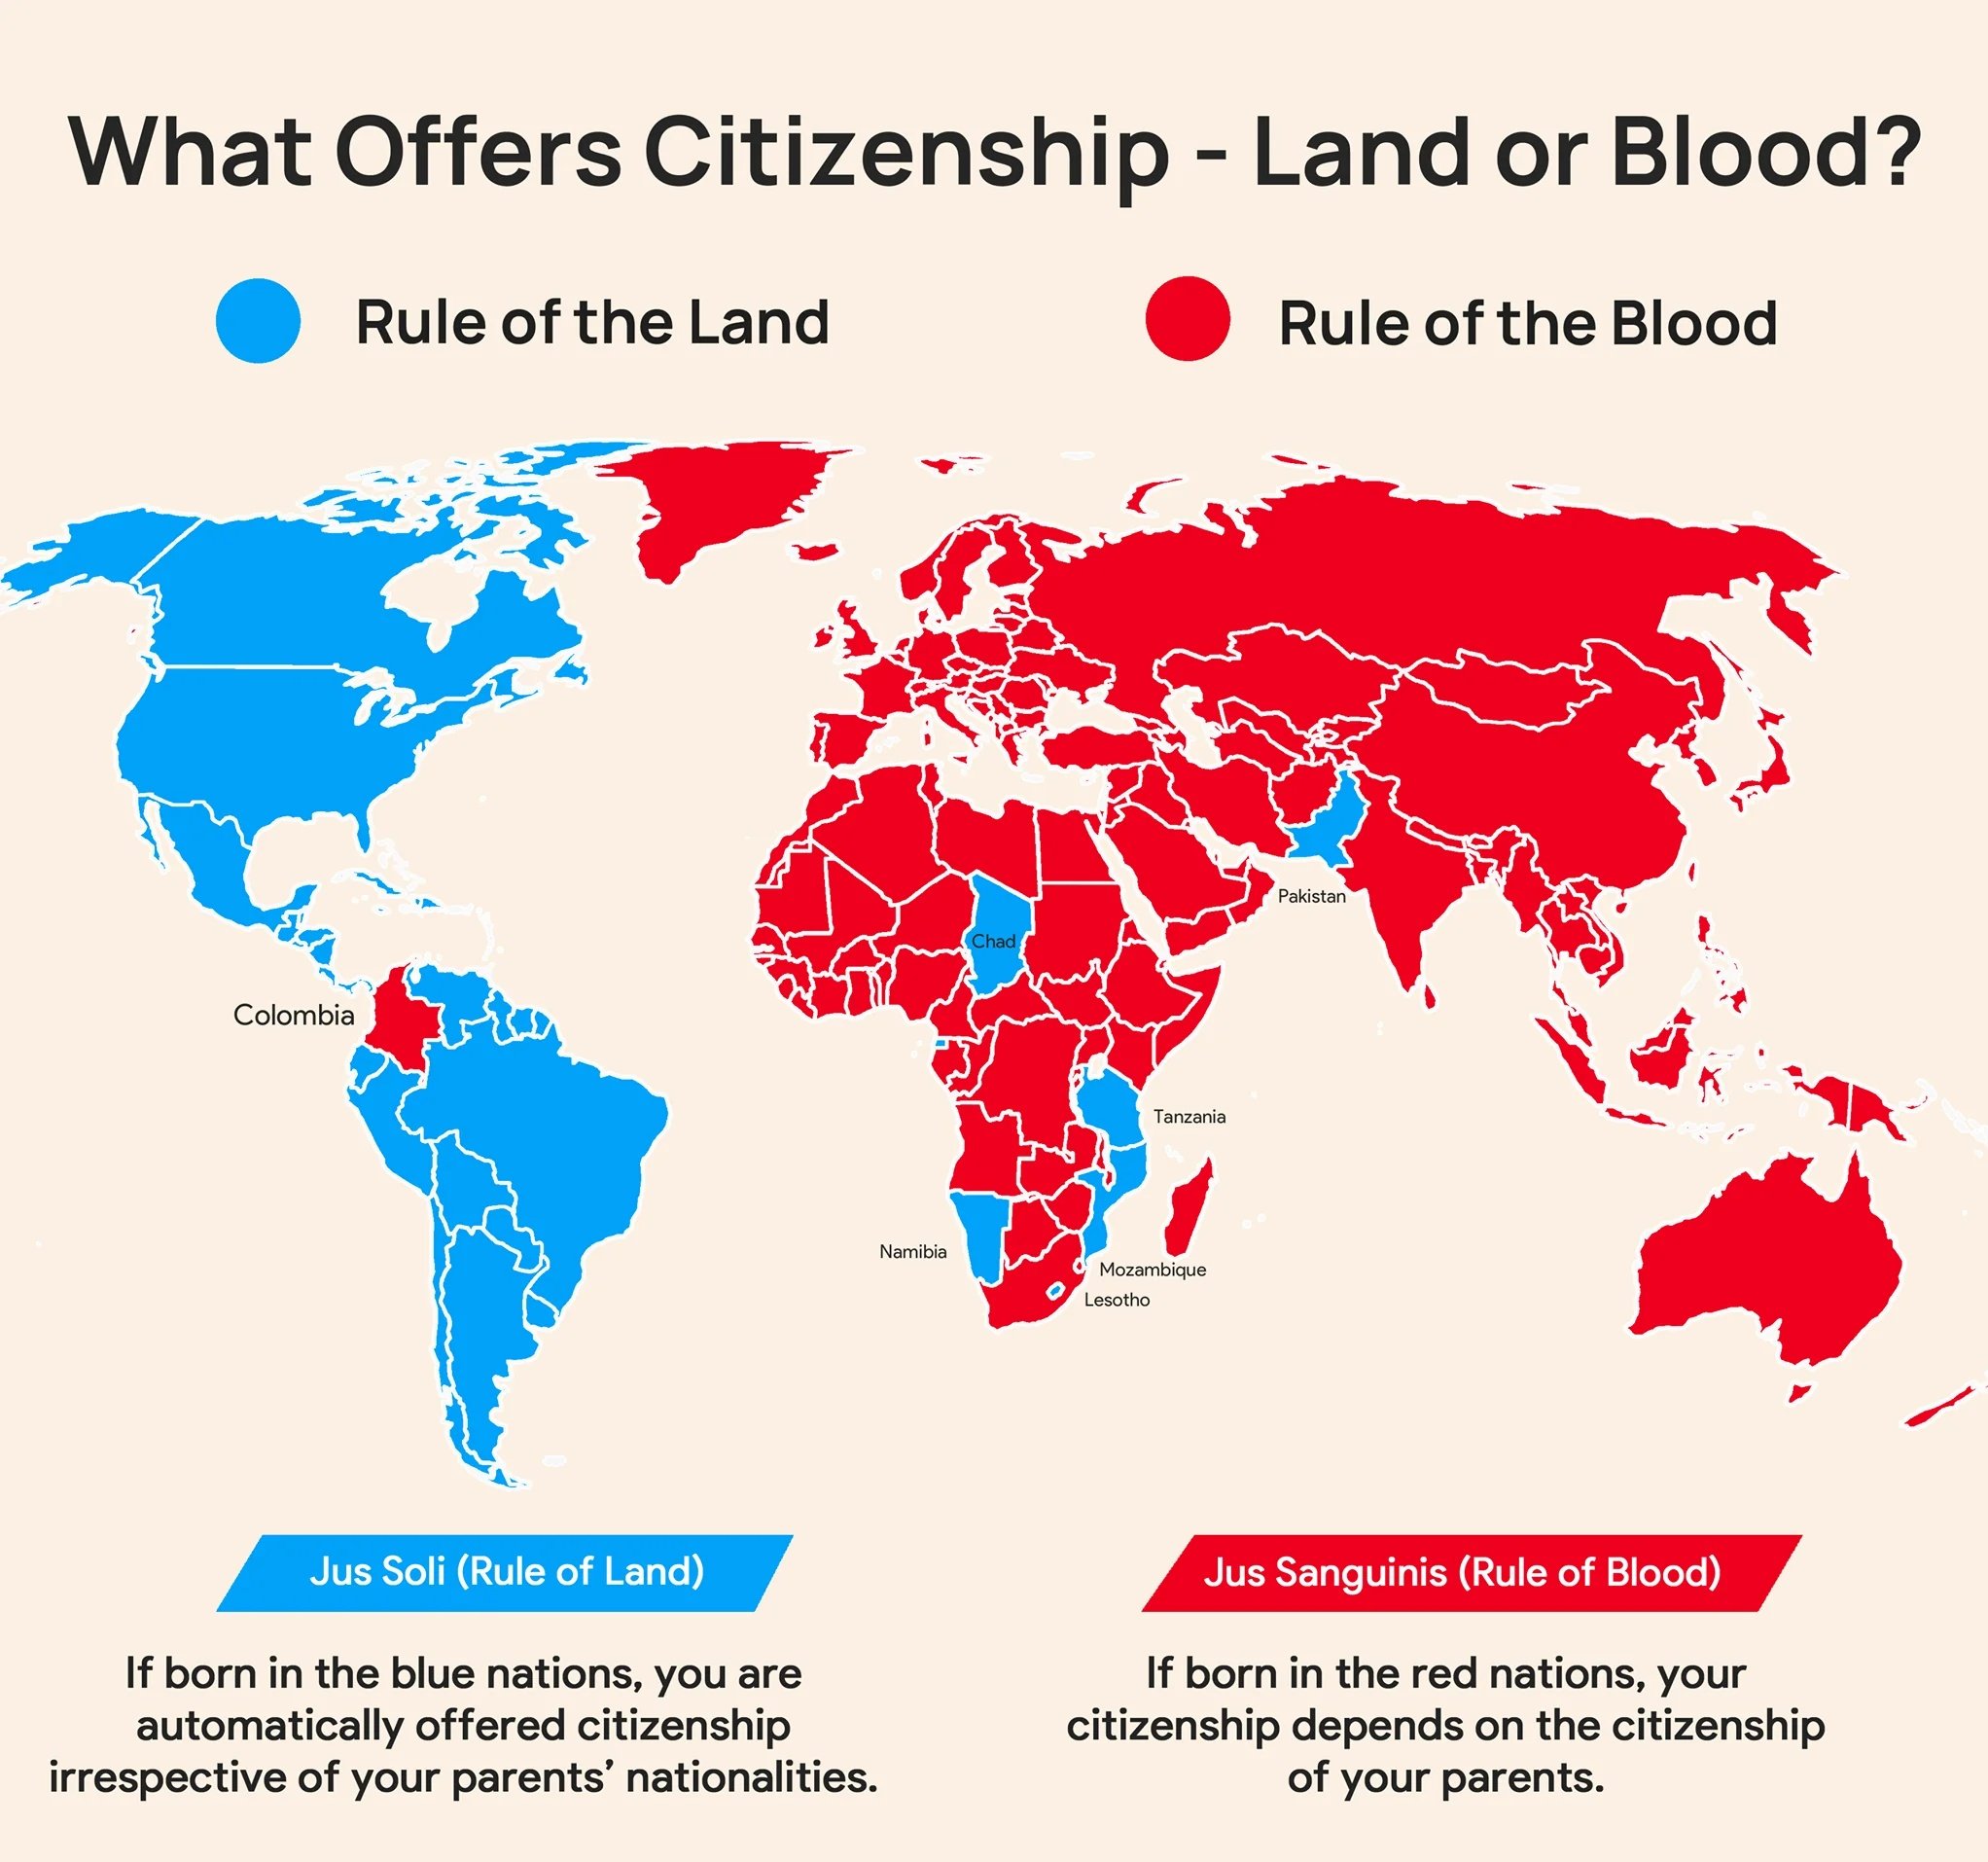 What Offers Citizenship - Land or Blood?
Rule of the Land
Rule of the Blood
Pakistan
Chad
Colombia
Tanzania
Namibia
Mozambique
Lesotho
Jus Soli (Rule of Land)
If born in the blue nations, you are
automatically offered citizenship
irrespective of your parents’ nationalities.
Jus Sanguinis (Rule of Blood)
If born in the red nations, your
citizenship depends on the citizenship
of your parents.